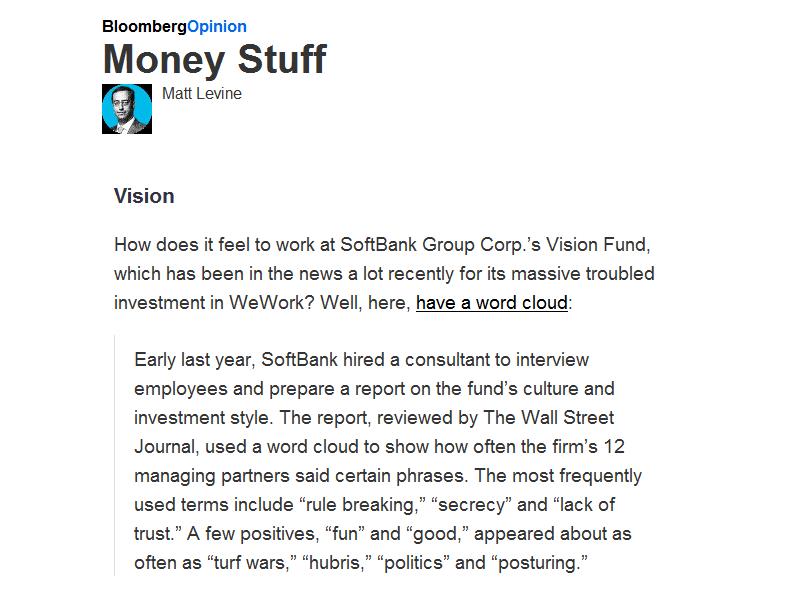 BloombergOpinion
Money Stuff
Matt Levine
Vision
How does it feel to work at SoftBank Group Corp.’s Vision Fund,
which has been in the news a lot recently for its massive troubled
investment in WeWork? Well, here, have a word cloud:
Early last year, SoftBank hired a consultant to interview
employees and prepare a report on the fund’s culture and
investment style. The report, reviewed by The Wall Street
Journal, used a word cloud to show how often the firm’s 12
managing partners said certain phrases. The most frequently
used terms include “rule breaking,” “secrecy” and “lack of
trust.” A few positives, “fun” and “good,” appeared about as
often as “turf wars,” “hubris,” “politics” and “posturing.”